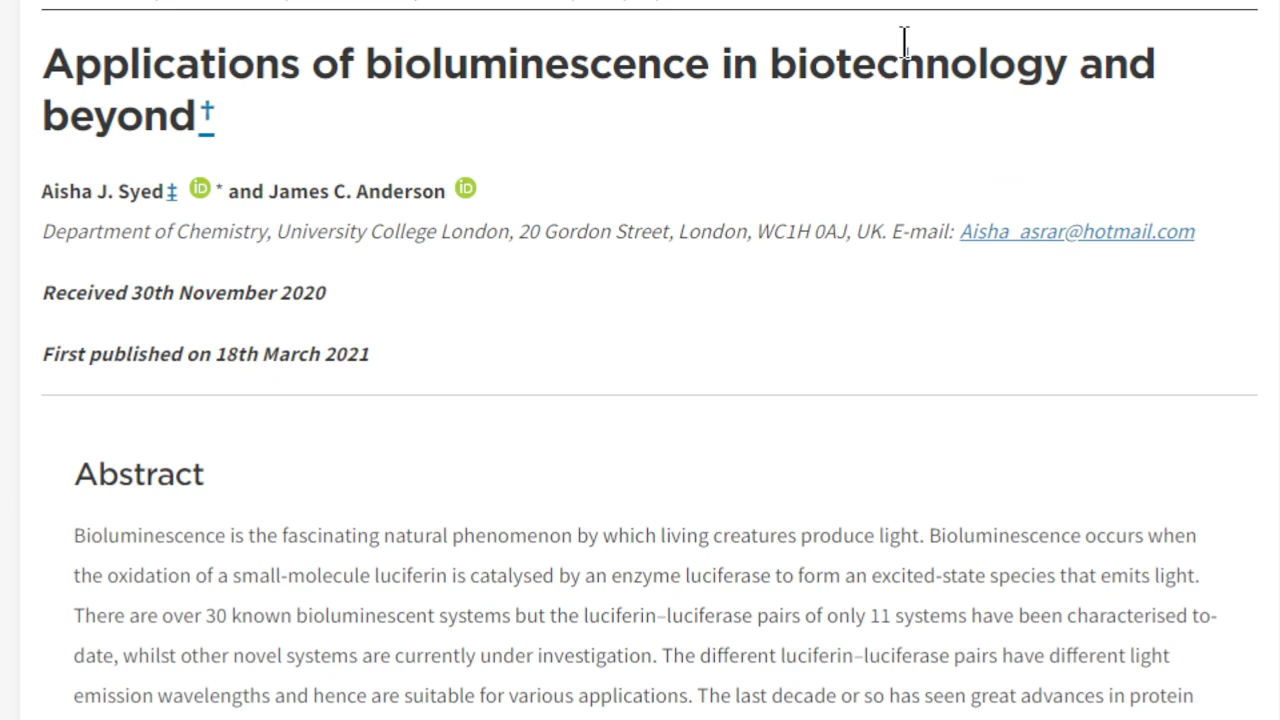 Applications of bioluminescence in biotechnology and
beyond†
Aisha J. Syed‡ iD * and James C. Anderson iD
Department of Chemistry, University College London, 20 Gordon Street, London, WC1H 0AJ, UK. E-mail: Aisha_asrar@hotmail.com
Received 30th November 2020
First published on 18th March 2021
Abstract
Bioluminescence is the fascinating natural phenomenon by which living creatures produce light. Bioluminescence occurs when
the oxidation of a small-molecule luciferin is catalysed by an enzyme luciferase to form an excited-state species that emits light.
There are over 30 known bioluminescent systems but the luciferin–luciferase pairs of only 11 systems have been characterised to-
date, whilst other novel systems are currently under investigation. The different luciferin–luciferase pairs have different light
emission wavelengths and hence are suitable for various applications. The last decade or so has seen great advances in protein